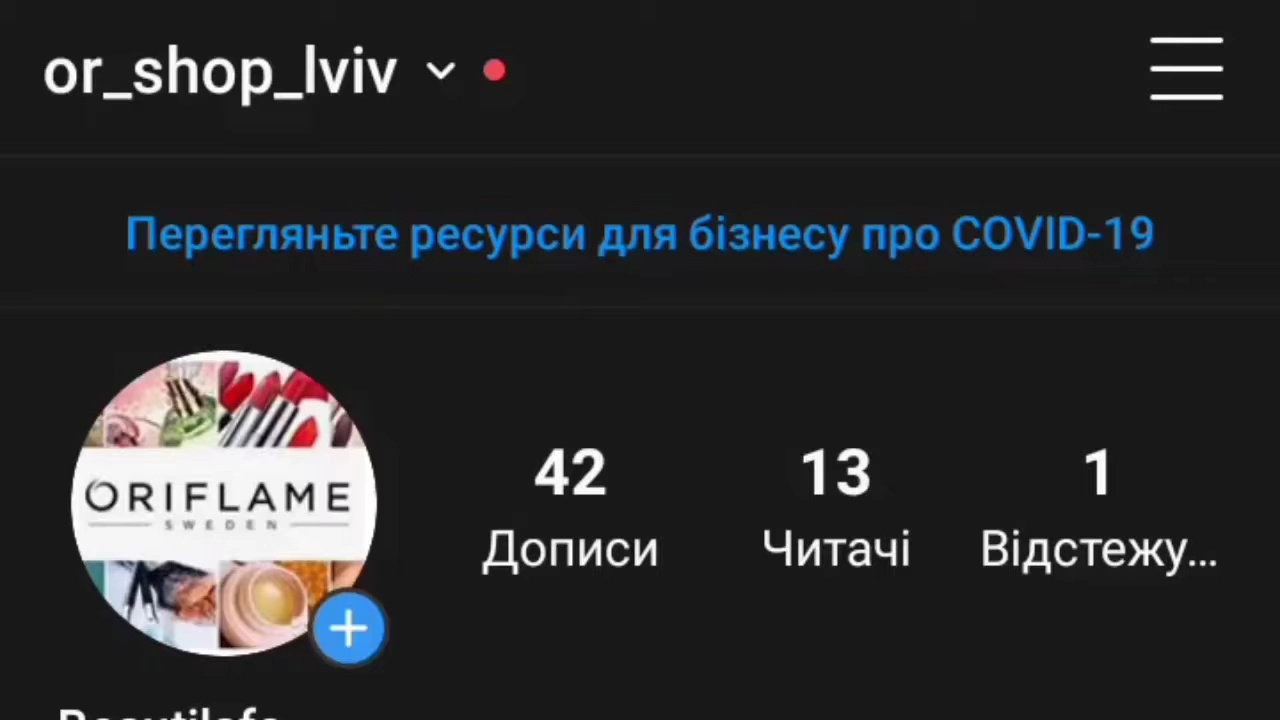 or_shop_lviv
Перегляньте ресурси для бізнесу про COVID-19
ORIFLAME
SWEDEN
42 13 1
Дописи Читачі Відстежу...